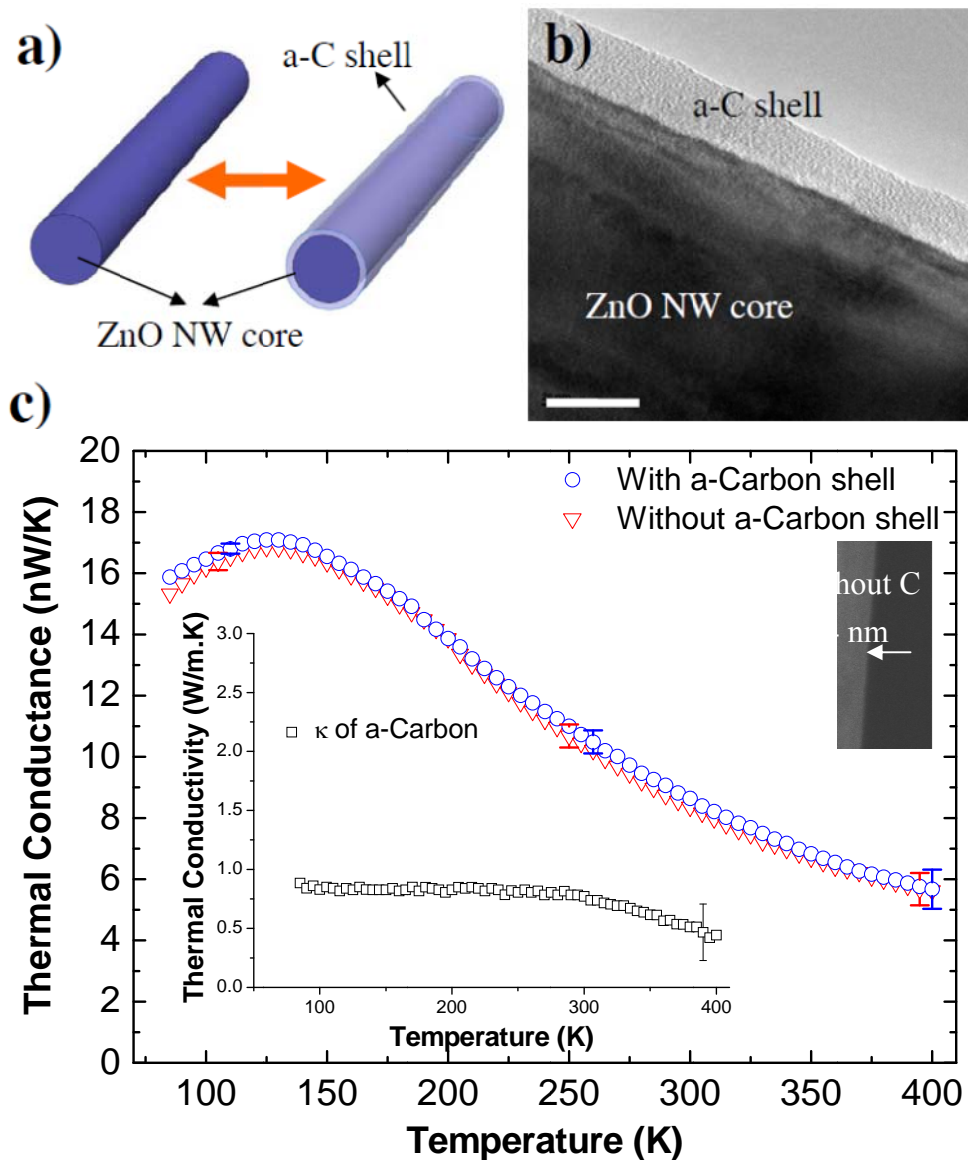 a)
a-C shell
ZnO NW core
b)
a-C shell
ZnO NW core
c)
With a-Carbon shell
Without a-Carbon shell
hout C
nm
Thermal Conductance (nW/K)
20
18
16
14
12
10
8
6
4
2
0
100
150
200
250
300
350
400
Temperature (K)
Thermal Conductivity (W/m.K)
3.0
2.5
2.0
1.5
1.0
0.5
0.0
κ of a-Carbon
100
200
300
400
Temperature (K)